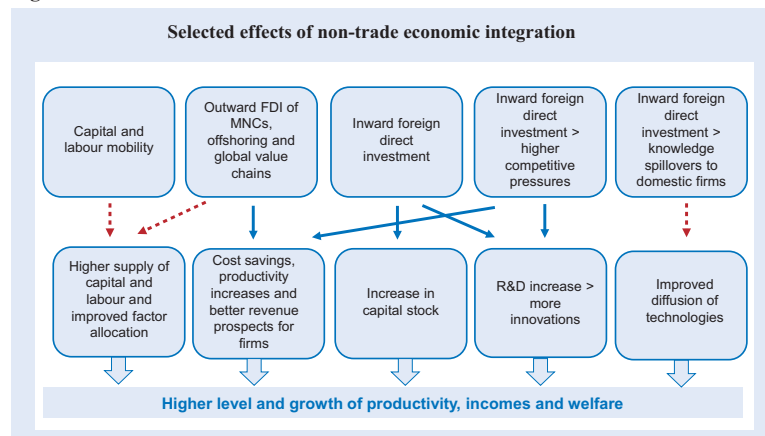 Selected effects of non-trade economic integration
Capital and
labour mobility
Outward FDI of
MNCs,
offshoring and
global value
chains
Inward foreign
direct
investment
Inward foreign
direct
investment >
higher
competitive
pressures
Inward foreign
direct
investment >
knowledge
spillovers to
domestic firms
Higher supply of
capital and
labour and
improved factor
allocation
Cost savings,
productivity
increases and
better revenue
prospects for
firms
Increase in
capital stock
R&D increase >
more
innovations
Improved
diffusion of
technologies
Higher level and growth of productivity, incomes and welfare